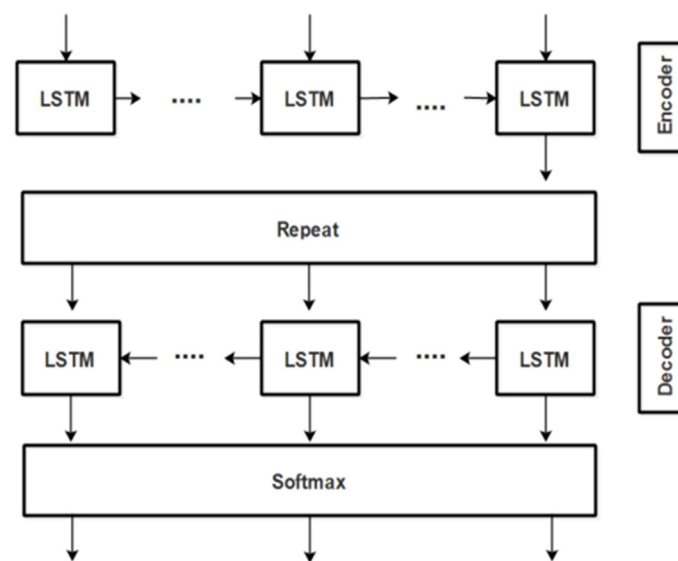 LSTM .... LSTM .... LSTM
Encoder
Repeat
LSTM .... LSTM .... LSTM
Decoder
Softmax